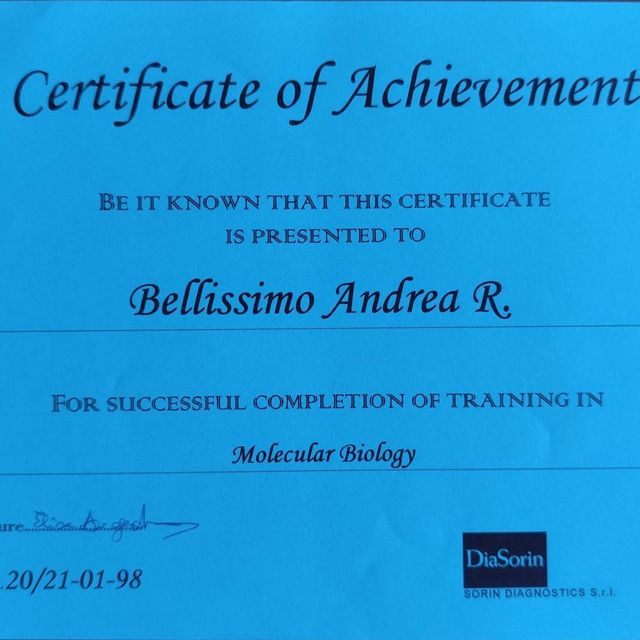 Certificate of Achievement
BE IT KNOWN THAT THIS CERTIFICATE
IS PRESENTED TO
Bellissimo Andrea R.
FOR SUCCESSFUL COMPLETION OF TRAINING IN
Molecular Biology
ure
.20/21-01-98
DiaSorin
SORIN DIAGNOSTICS S.r.l.